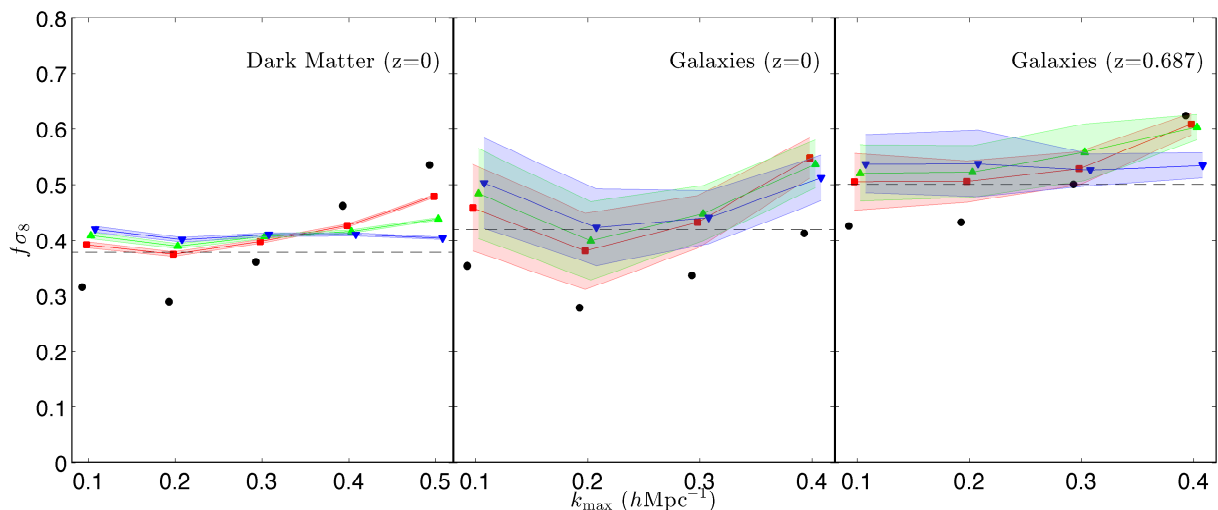 0.8
0.7
0.6
0.5
0.4
0.3
0.2
0.1
0
fσ₈
Dark Matter (z=0)
Galaxies (z=0)
Galaxies (z=0.687)
0.1 0.2 0.3 0.4 0.5 0.1 0.2 0.3 0.4 0.1 0.2 0.3 0.4
k_max (hMpc⁻¹)